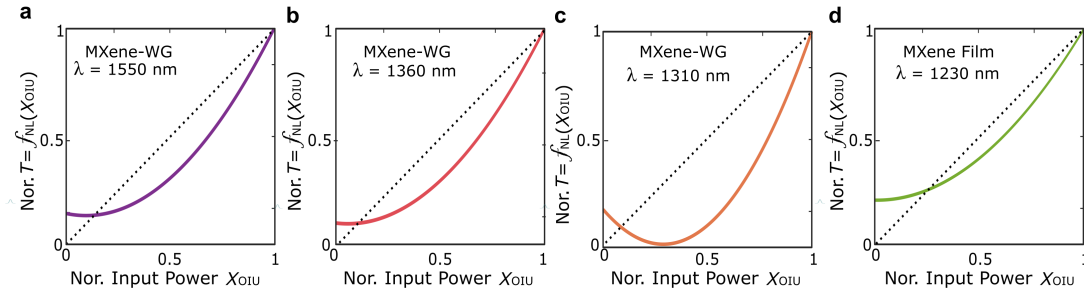 a
MXene-WG
λ = 1550 nm
Nor. T = fNL(XOIU)
1
0.5
0
0
0.5
1
Nor. Input Power XOIU
b
MXene-WG
λ = 1360 nm
Nor. T = fNL(XOIU)
1
0.5
0
0
0.5
1
Nor. Input Power XOIU
c
MXene-WG
λ = 1310 nm
Nor. T = fNL(XOIU)
1
0.5
0
0
0.5
1
Nor. Input Power XOIU
d
MXene Film
λ = 1230 nm
Nor. T = fNL(XOIU)
1
0.5
0
0
0.5
1
Nor. Input Power XOIU